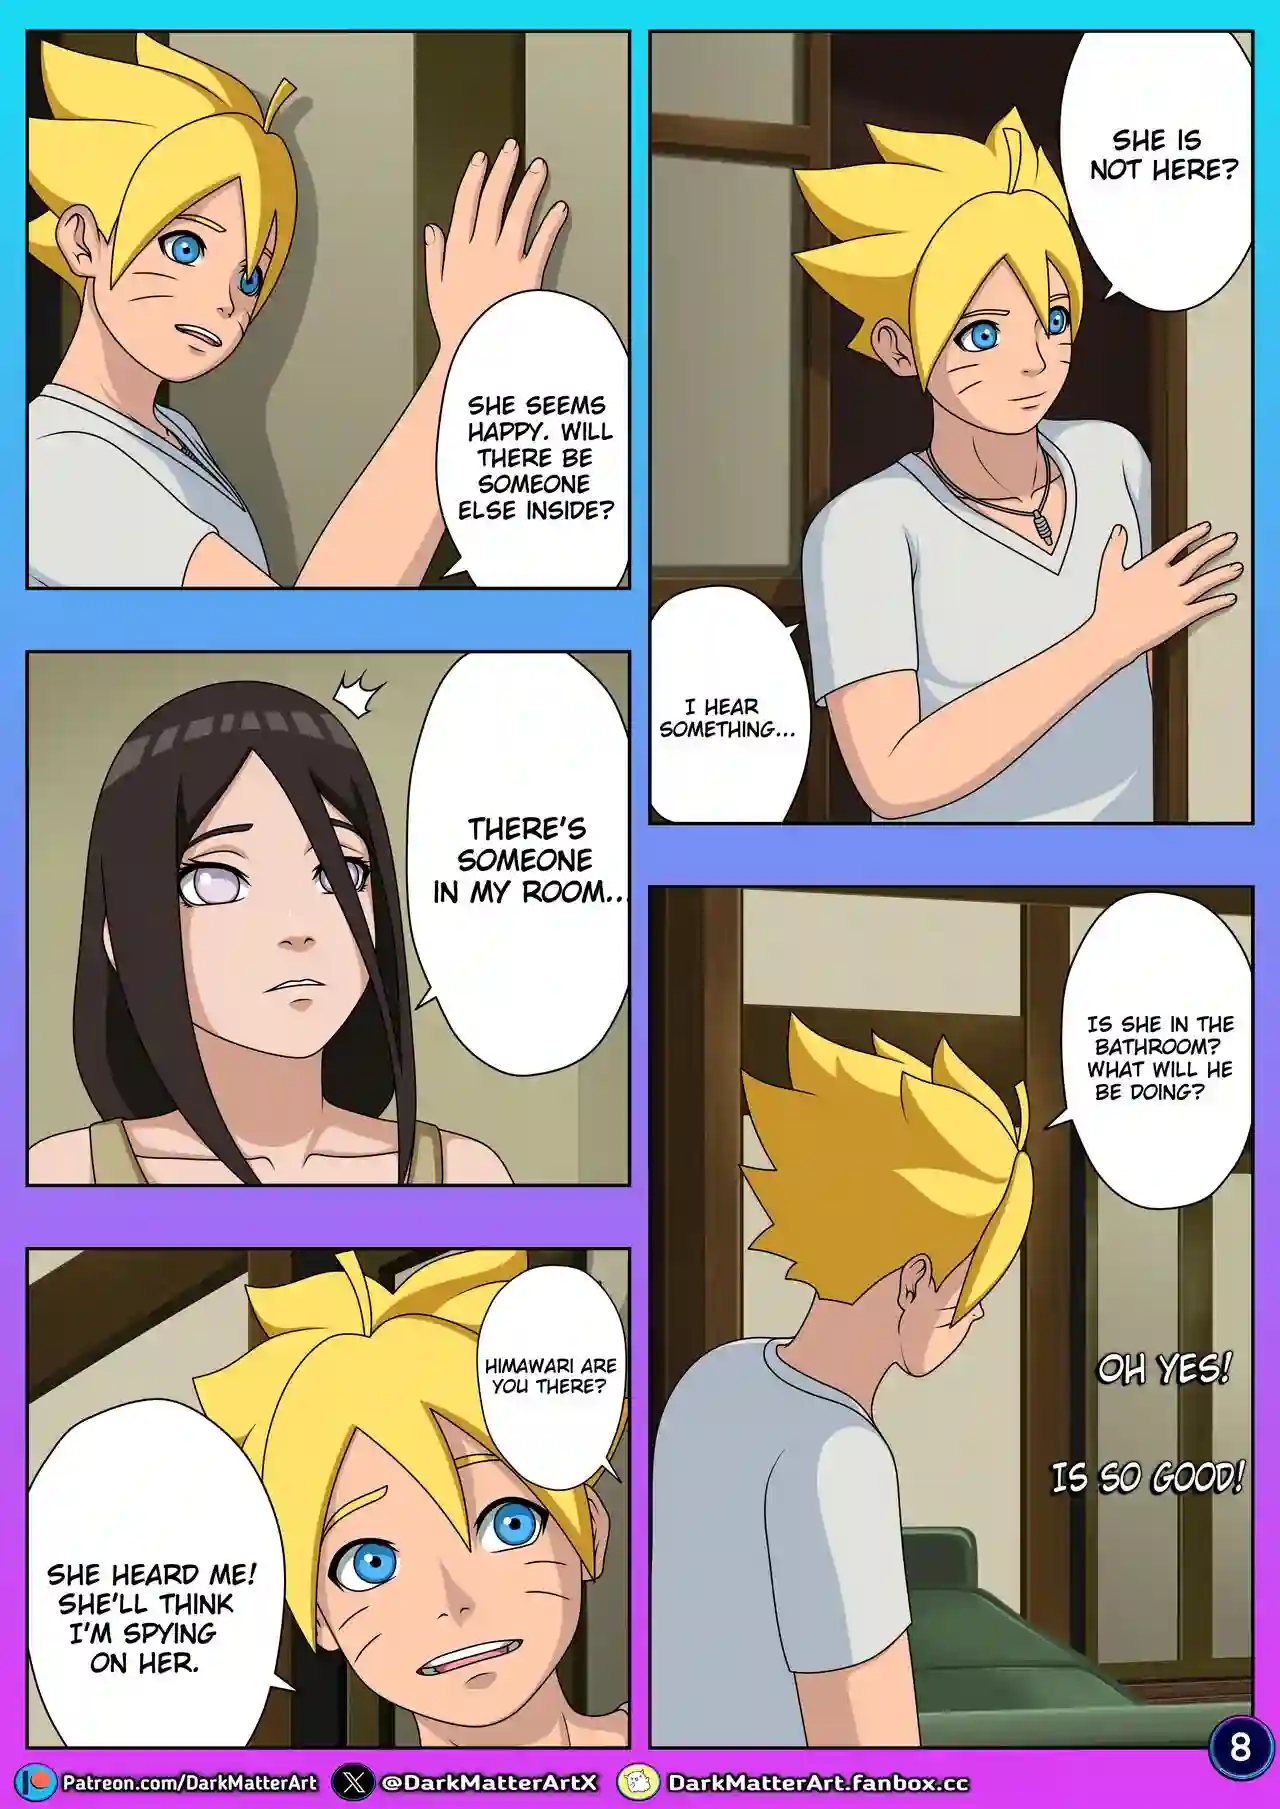 SHE SEEMS
HAPPY. WILL
THERE BE
SOMEONE
ELSE INSIDE?
SHE IS
NOT HERE?
I HEAR
SOMETHING...
THERE'S
SOMEONE
IN MY ROOM...
IS SHE IN THE
BATHROOM?
WHAT WILL HE
BE DOING?
OH YES!
IS SO GOOD!
HIMAWARI ARE
YOU THERE?
SHE HEARD ME!
SHE'LL THINK
I'M SPYING
ON HER.
8
Patreon.com/DarkMatterArt
@DarkMatterArtX
DarkMatterArt.fanbox.cc